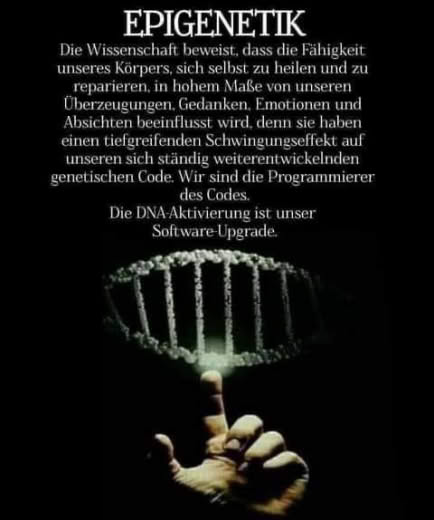 EPIGENETIK
Die Wissenschaft beweist, dass die Fähigkeit
unseres Körpers, sich selbst zu heilen und zu
reparieren, in hohem Maße von unseren
Überzeugungen, Gedanken, Emotionen und
Absichten beeinflusst wird, denn sie haben
einen tiefgreifenden Schwingungseffekt auf
unseren sich ständig weiterentwickelnden
genetischen Code. Wir sind die Programmierer
des Codes.
Die DNA-Aktivierung ist unser
Software-Upgrade.